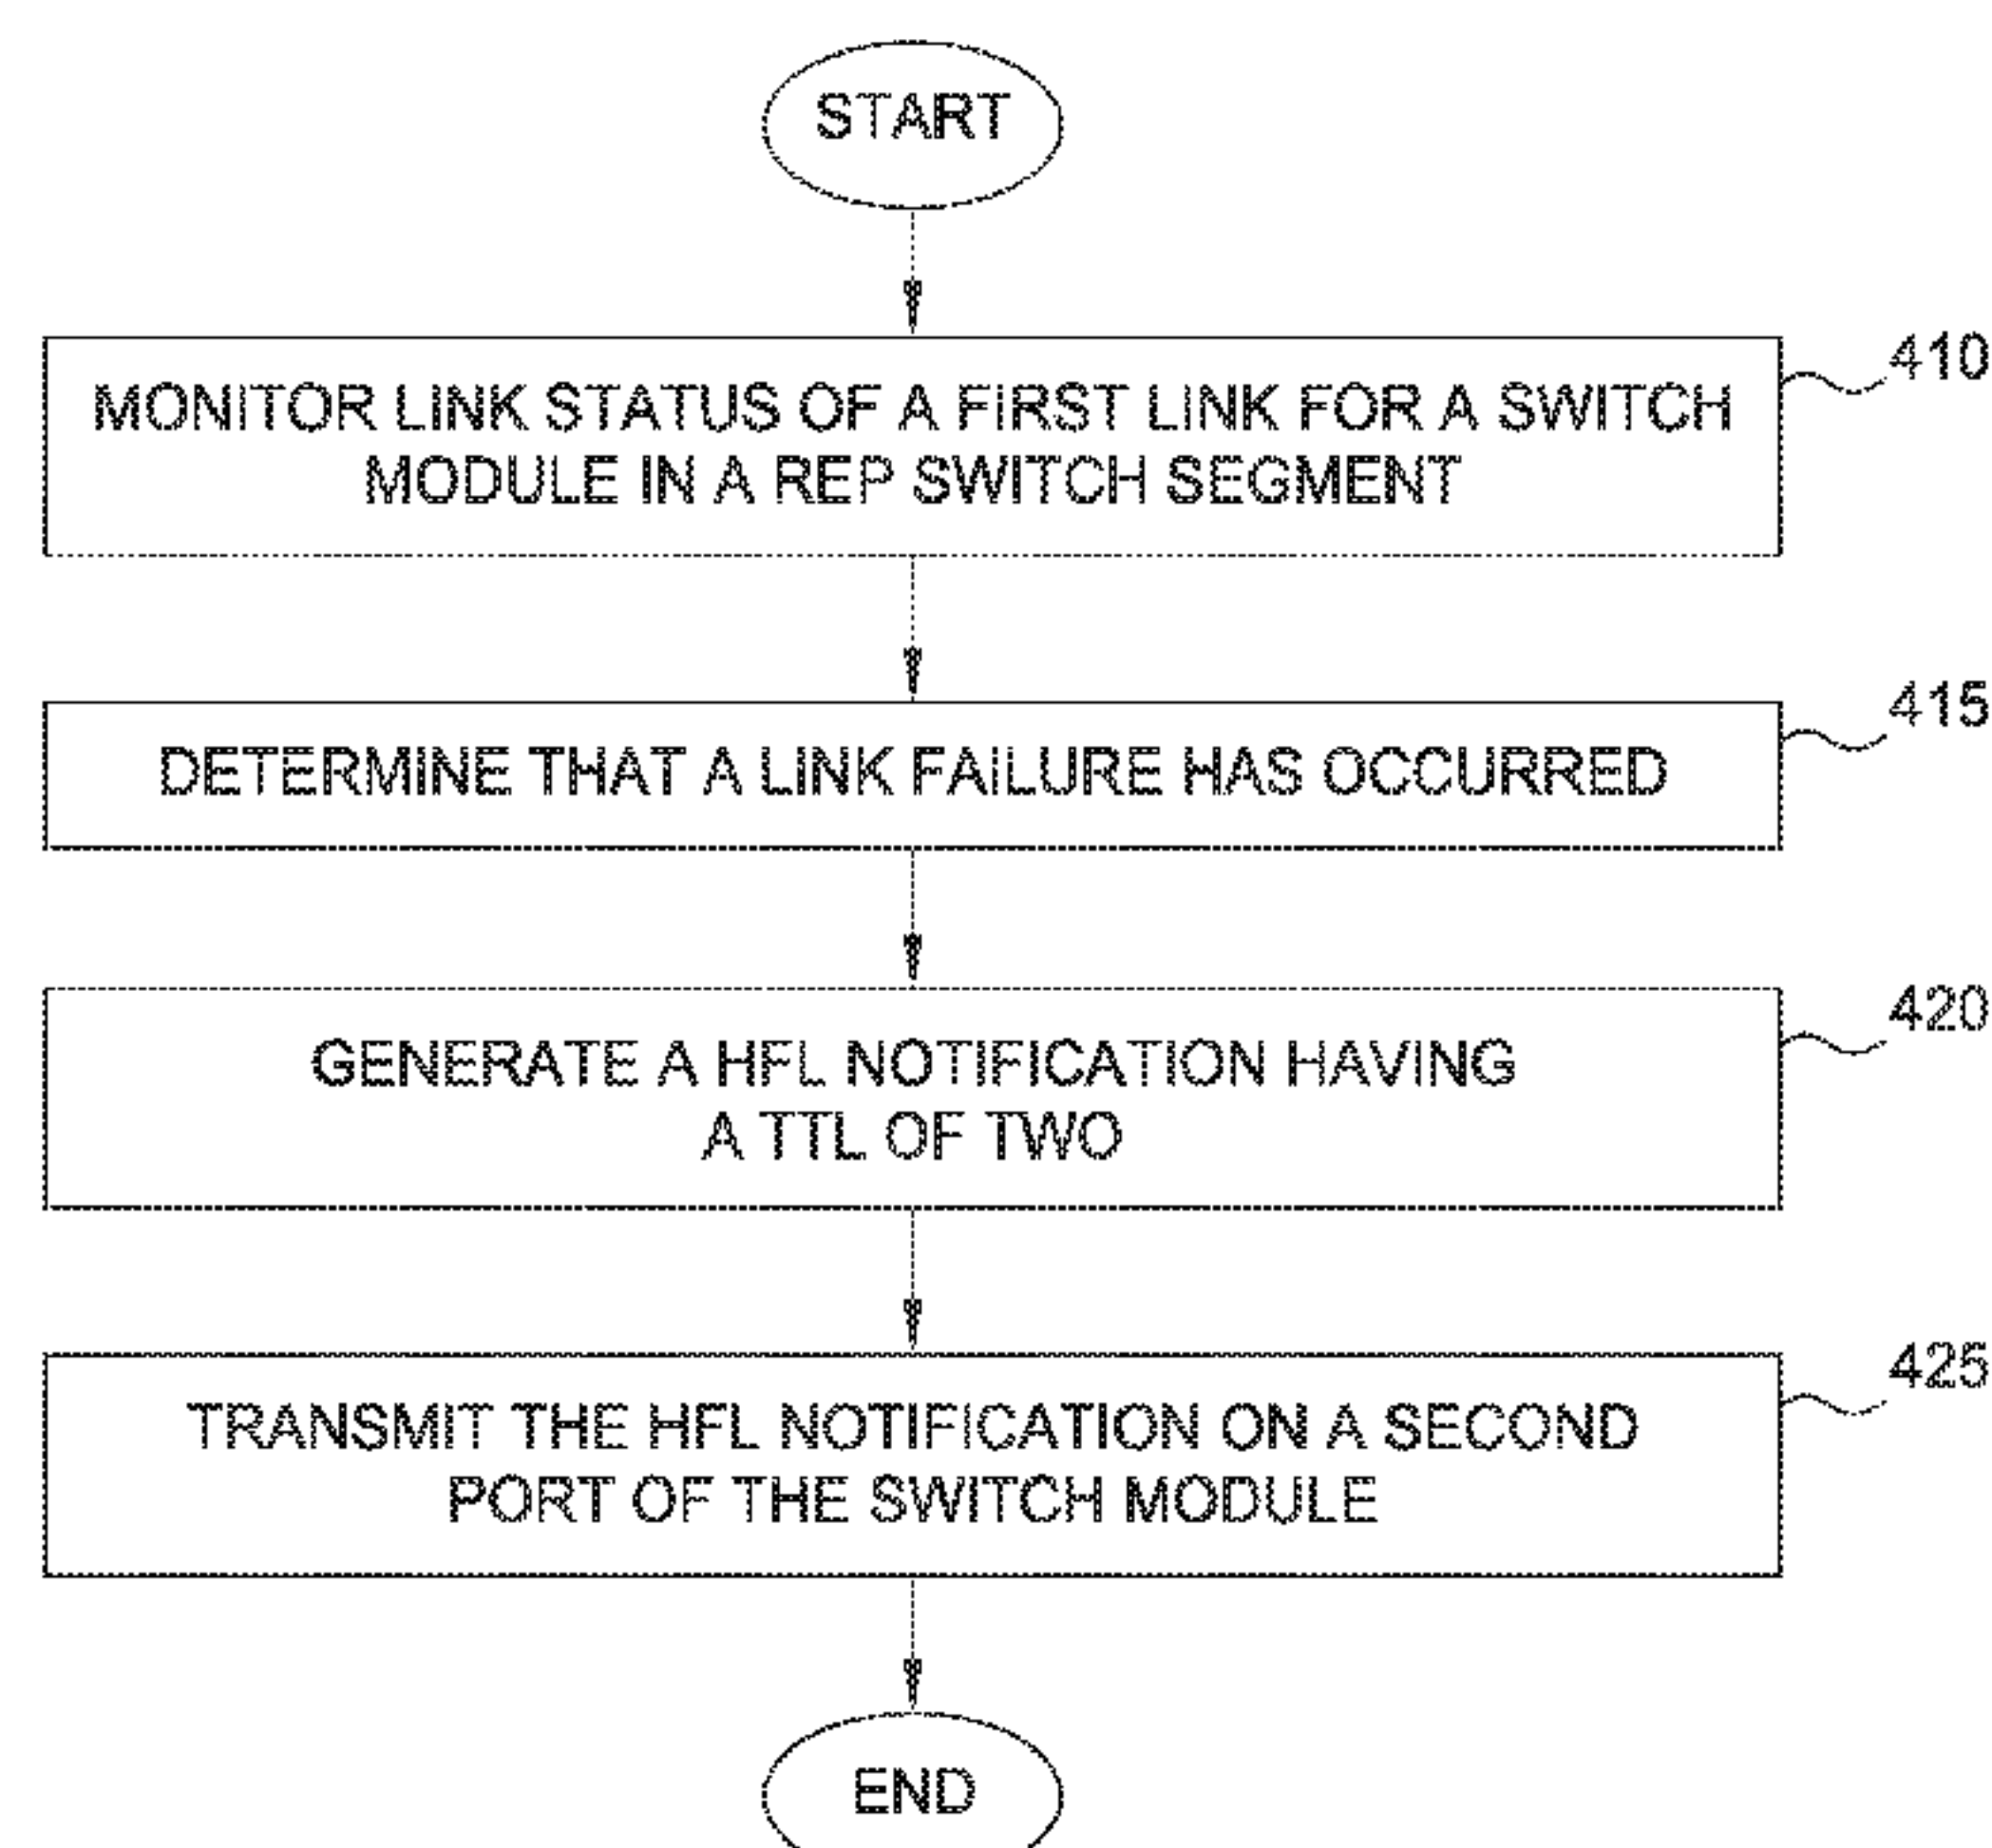 START
MONITOR LINK STATUS OF A FIRST LINK FOR A SWITCH
MODULE IN A REP SWITCH SEGMENT
410
DETERMINE THAT A LINK FAILURE HAS OCCURRED
415
GENERATE A HFL NOTIFICATION HAVING
A TTL OF TWO
420
TRANSMIT THE HFL NOTIFICATION ON A SECOND
PORT OF THE SWITCH MODULE
425
END